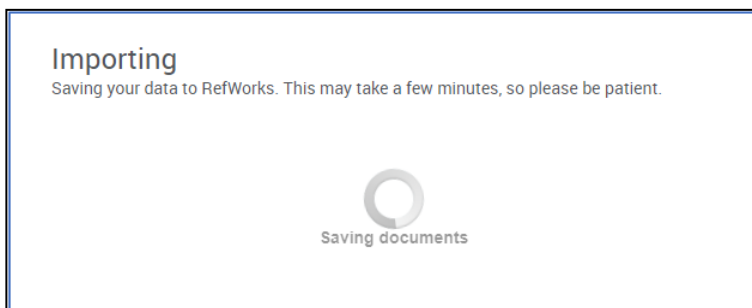 Importing
Saving your data to RefWorks. This may take a few minutes, so please be patient.
Saving documents